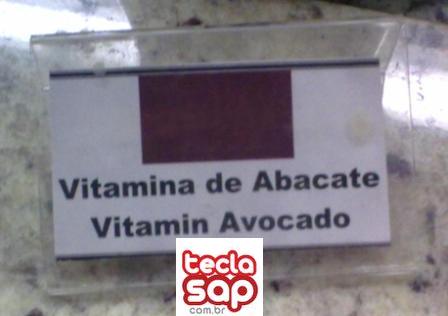 Vitamina de Abacate
Vitamin Avocado
tecla
sap
com.br